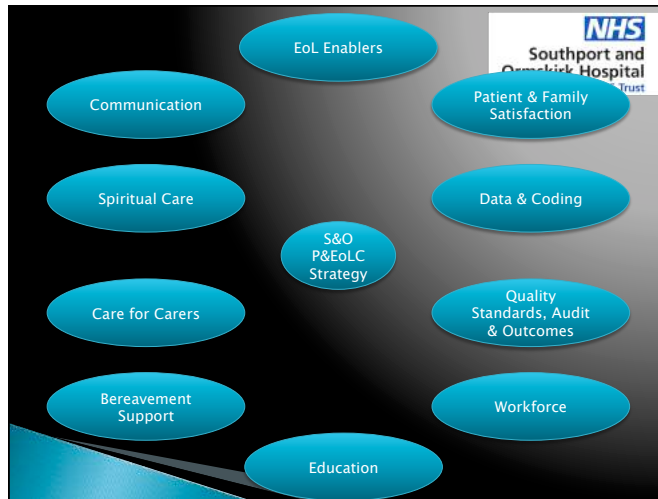 EoL Enablers
NHS
Southport and
Ormskirk Hospital
Trust
Communication
Patient & Family
Satisfaction
Spiritual Care
Data & Coding
S&O
P&EoLC
Strategy
Care for Carers
Quality
Standards, Audit
& Outcomes
Bereavement
Support
Workforce
Education